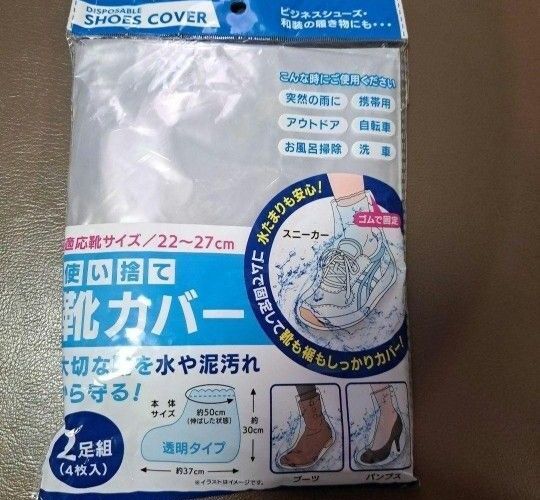 DISPOSABLE
SHOES COVER
ビジネスシューズ・
和装の履き物にも・・・
こんな時にご使用ください
突然の雨に 携帯用
アウトドア 自転車
お風呂掃除 洗車
水たまりも安心!
ゴムで固定
スニーカー
ゴムで固定して靴も裾もしっかりカバー!
適応靴サイズ/22~27cm
使い捨て
靴カバー
大切な靴を水や泥汚れ
から守る!
2足組
(4枚入)
本体
サイズ
約50cm
(伸ばした状態)
約
30cm
透明タイプ
約37cm
※イラストはイメージです。
ブーツ
パンプス